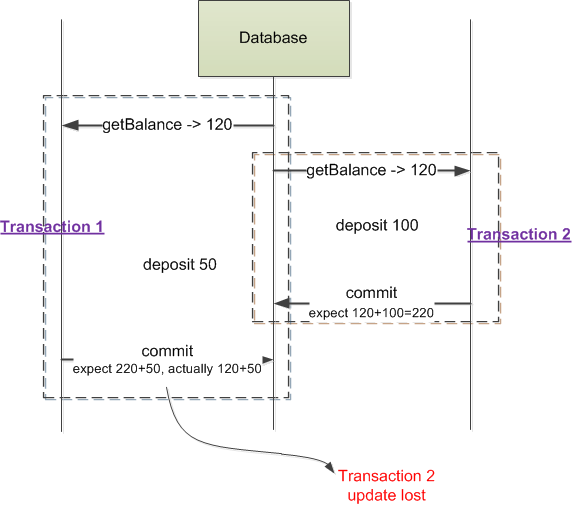 Database
getBalance -> 120
getBalance -> 120
deposit 100
Transaction 1
Transaction 2
deposit 50
commit
expect 120+100=220
commit
expect 220+50, actually 120+50
Transaction 2
update lost